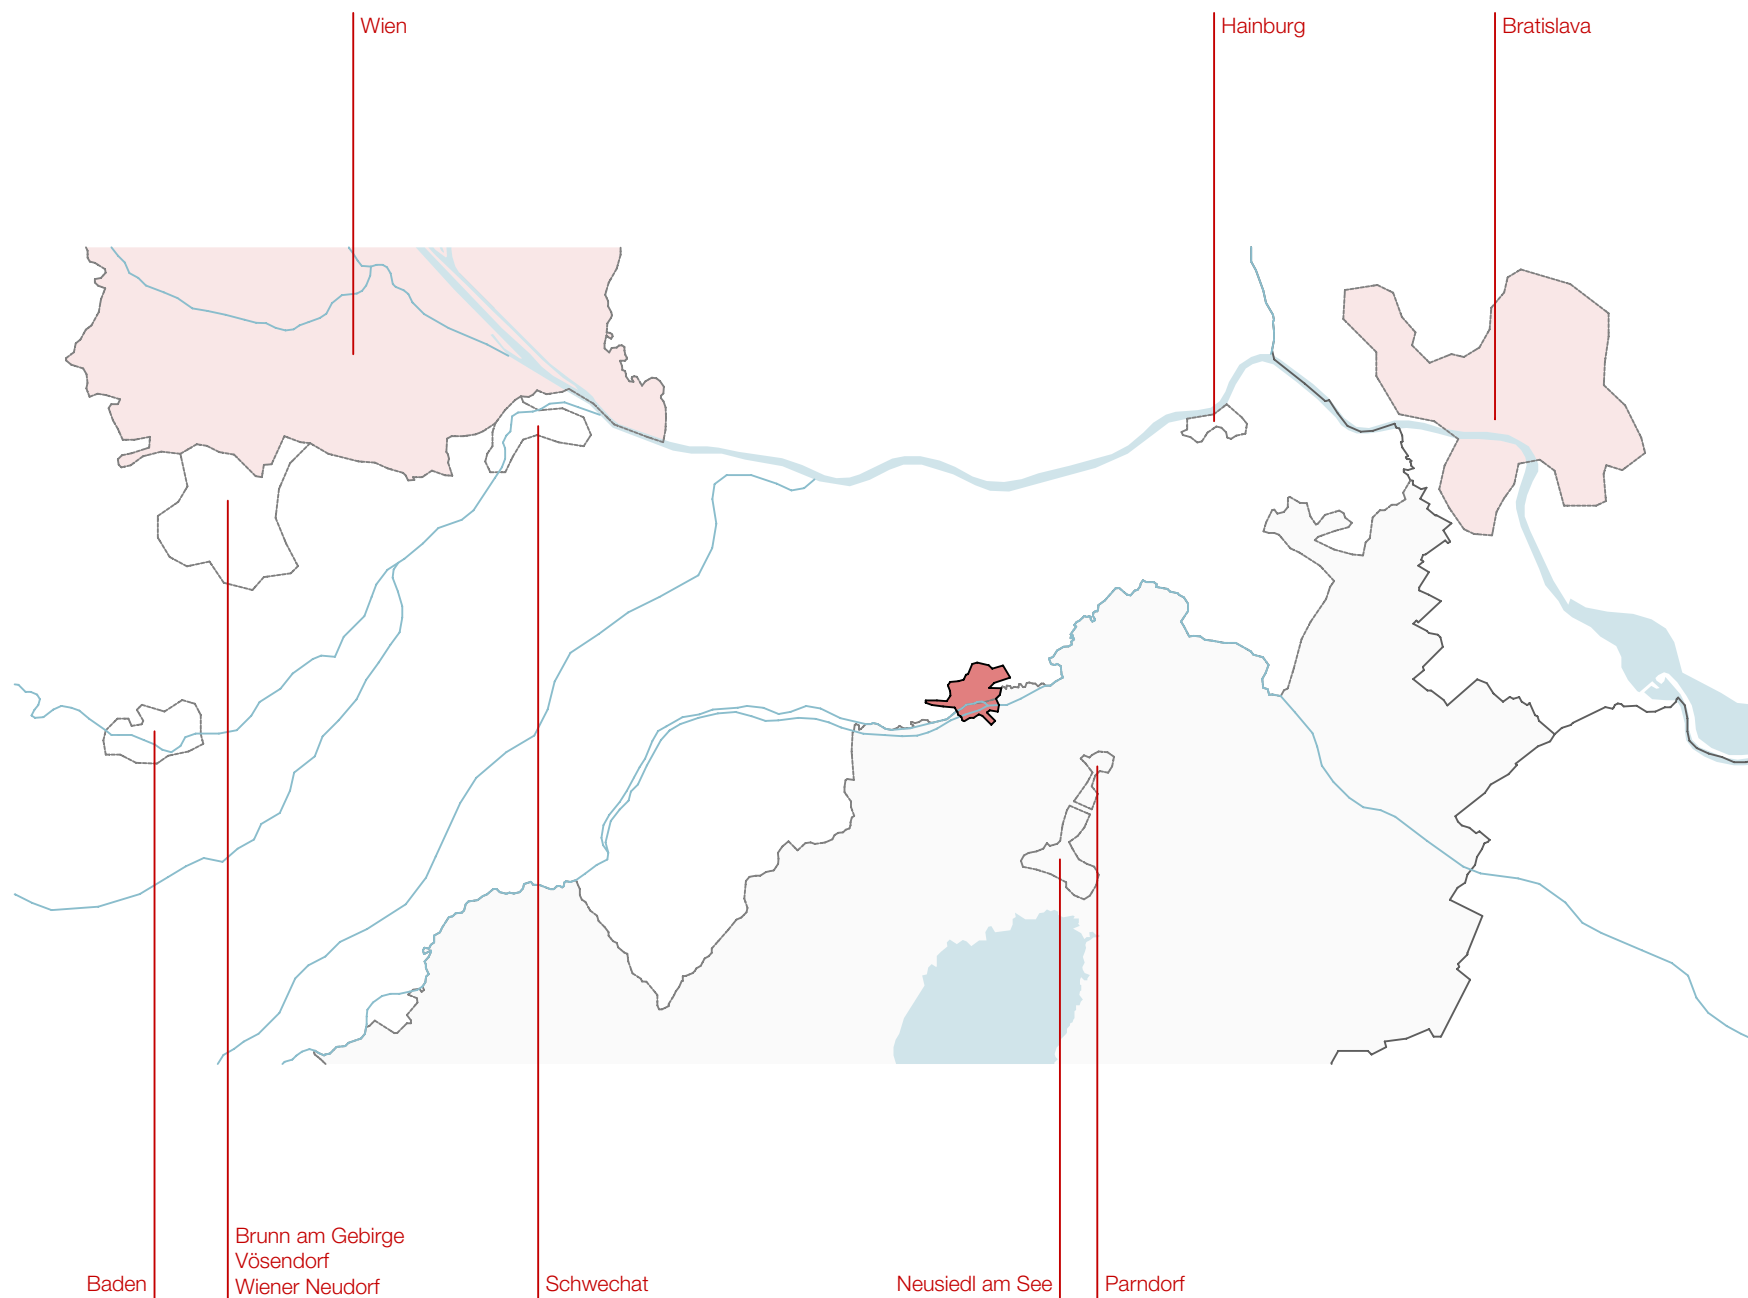 Wien
Hainburg
Bratislava
Brunn am Gebirge
Vösendorf
Wiener Neudorf
Baden
Schwechat
Neusiedl am See
Parndorf